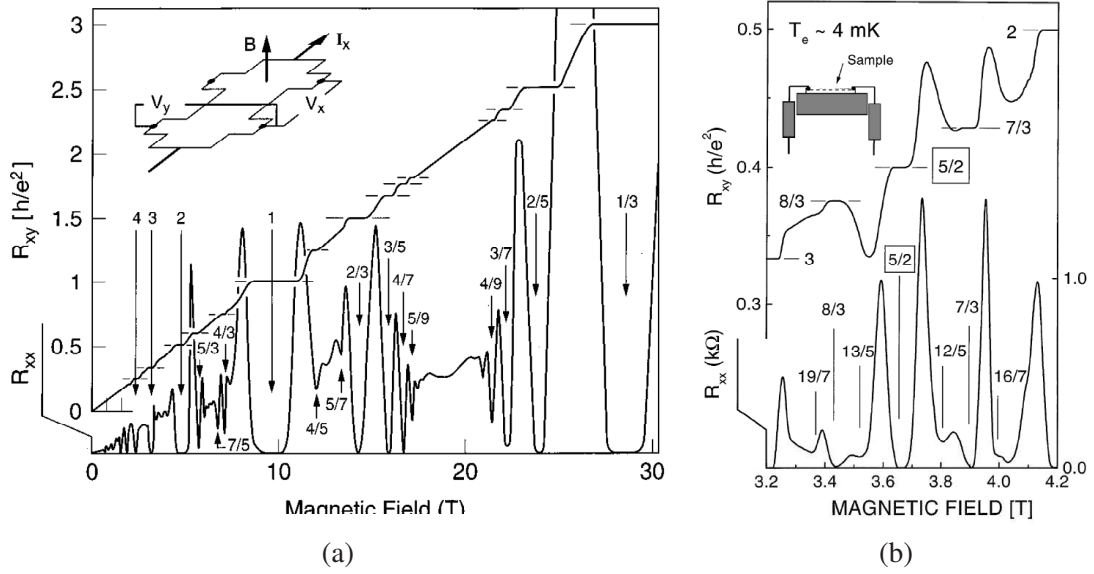 3
2.5
2
1.5
1
0.5
0
R_xy [h/e²]
R_xx
B
I_x
V_y
V_x
4 3 2 1 2/5 1/3
5/3 4/3 2/3 3/5 4/7 5/9 4/9 3/7
7/5 4/5 5/7
0 10 20 30
Magnetic Field (T)
(a)
T_e ~ 4 mK
Sample
0.5
0.4
0.3
R_xy (h/e²)
R_xx (kΩ)
2
7/3
5/2
8/3
3
5/2
8/3 7/3
19/7 13/5 12/5 16/7
1.0
0.0
3.2 3.4 3.6 3.8 4.0 4.2
MAGNETIC FIELD [T]
(b)